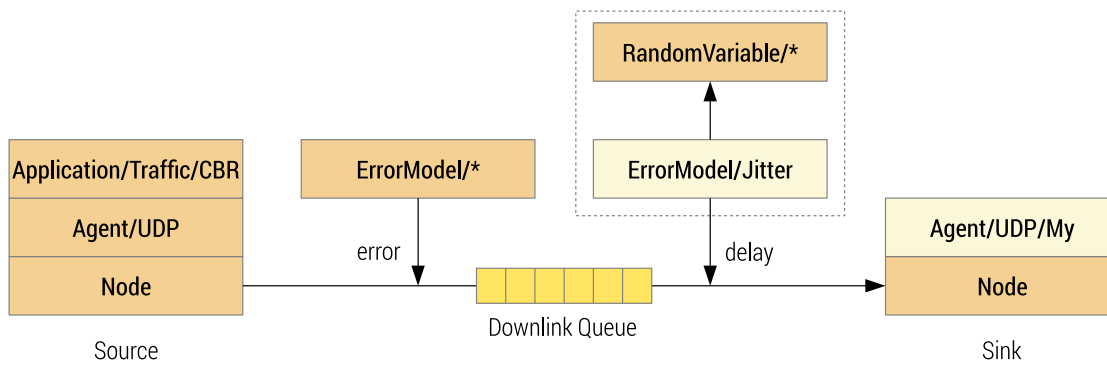 RandomVariable/*
Application/Traffic/CBR
ErrorModel/*
ErrorModel/Jitter
Agent/UDP
Agent/UDP/My
error
delay
Node
Node
Downlink Queue
Source
Sink